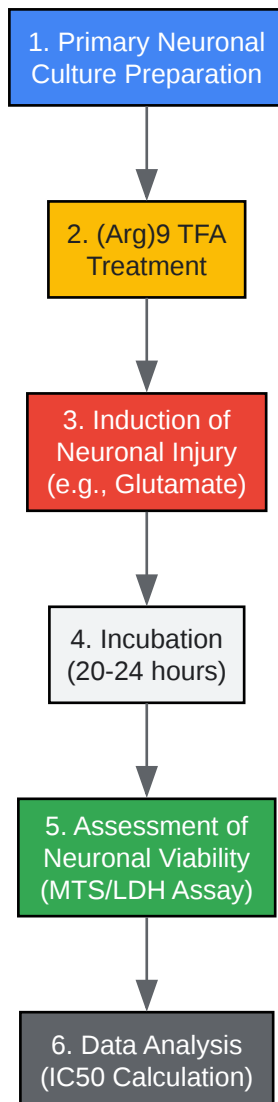 1. Primary Neuronal
Culture Preparation
2. (Arg)9 TFA
Treatment
3. Induction of
Neuronal Injury
(e.g., Glutamate)
4. Incubation
(20-24 hours)
5. Assessment of
Neuronal Viability
(MTS/LDH Assay)
6. Data Analysis
(IC50 Calculation)